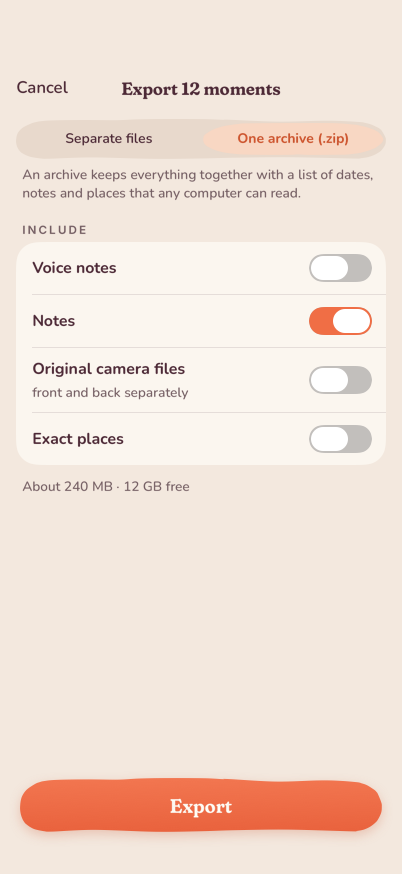 Cancel
Export 12 moments
Separate files
One archive (.zip)
An archive keeps everything together with a list of dates,
notes and places that any computer can read.
INCLUDE
Voice notes
Notes
Original camera files
front and back separately
Exact places
About 240 MB · 12 GB free
Export